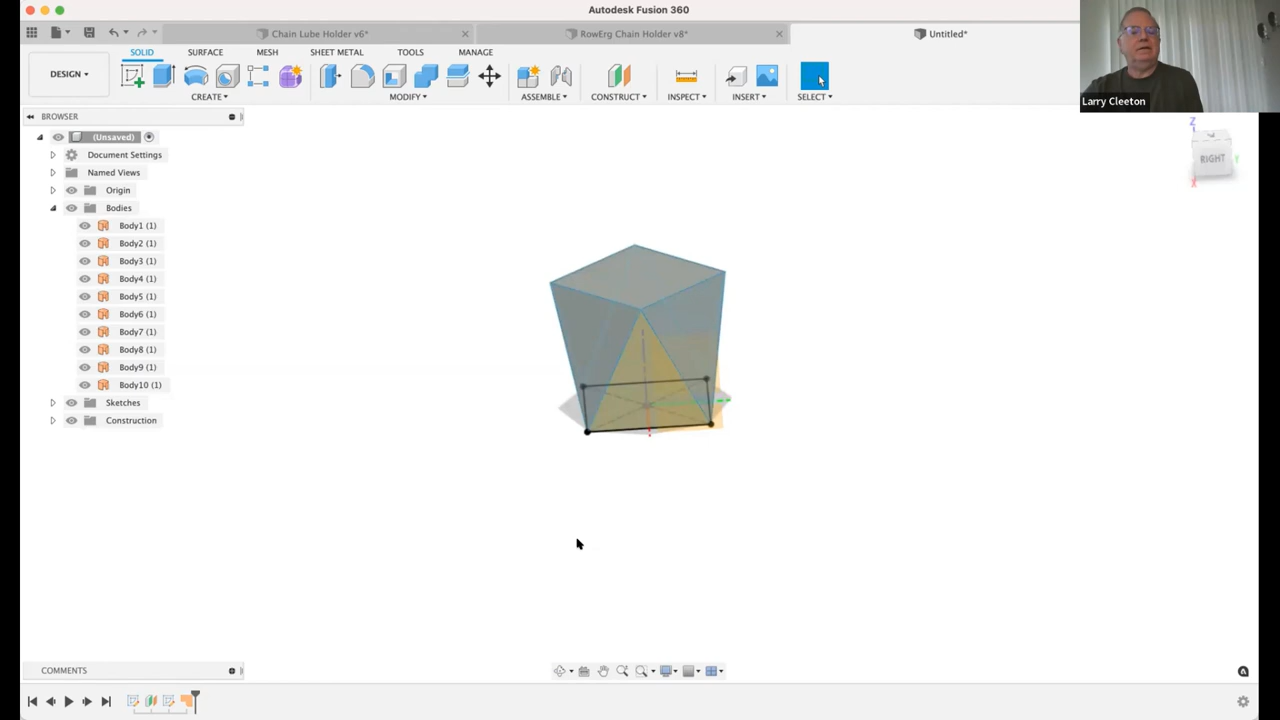 Autodesk Fusion 360
Chain Lube Holder v6*
RowErg Chain Holder v8*
Untitled*
DESIGN
SOLID
SURFACE
MESH
SHEET METAL
TOOLS
MANAGE
CREATE
MODIFY
ASSEMBLE
CONSTRUCT
INSPECT
INSERT
SELECT
Larry Cleeton
BROWSER
(Unsaved)
Document Settings
Named Views
Origin
Bodies
Body1 (1)
Body2 (1)
Body3 (1)
Body4 (1)
Body5 (1)
Body6 (1)
Body7 (1)
Body8 (1)
Body9 (1)
Body10 (1)
Sketches
Construction
Z
RIGHT
X
COMMENTS